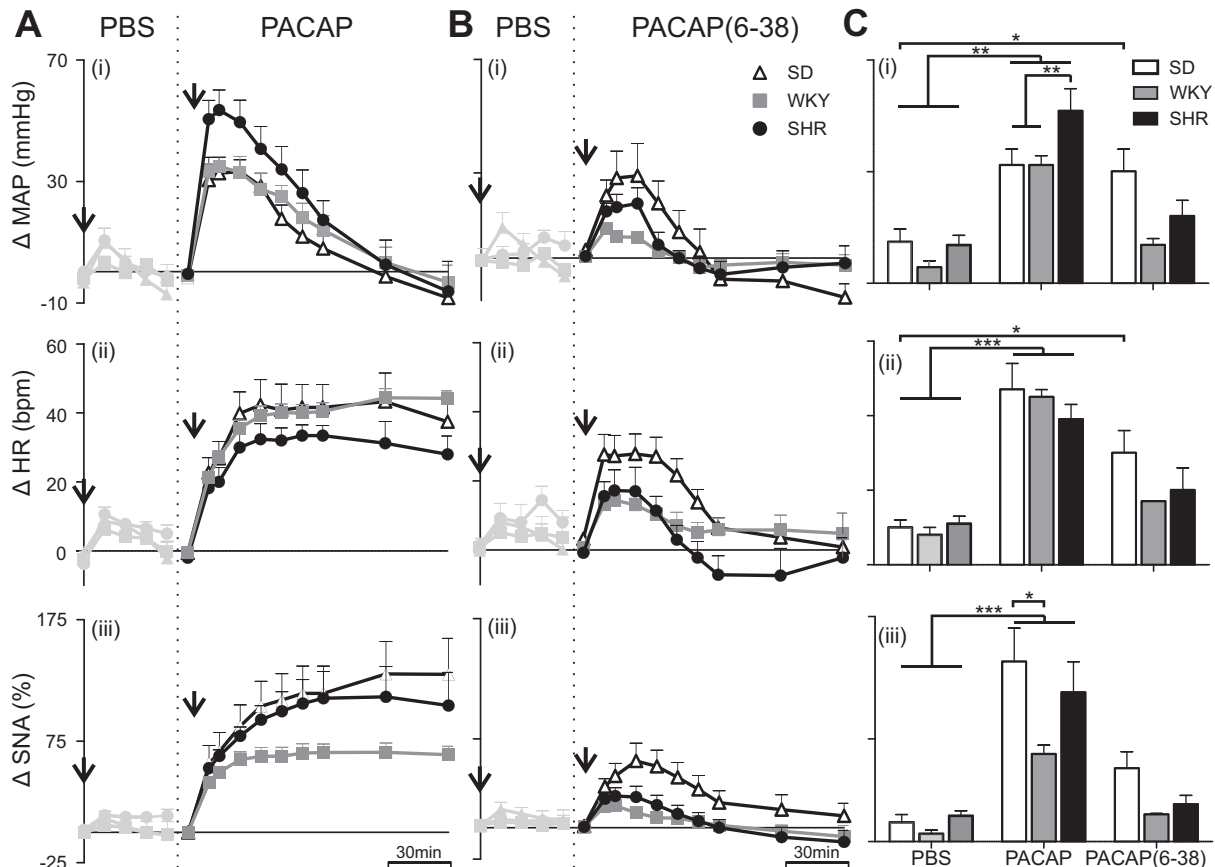 A PBS PACAP B PBS PACAP(6-38) C
(i) (i) (i)
70
30
-10
Δ MAP (mmHg)
SD
WKY
SHR
* ** **
SD
WKY
SHR
(ii) (ii) (ii)
60
40
20
0
Δ HR (bpm)
* ***
(iii) (iii) (iii)
175
75
-25
Δ SNA (%)
* ***
30min 30min
PBS PACAP PACAP(6-38)